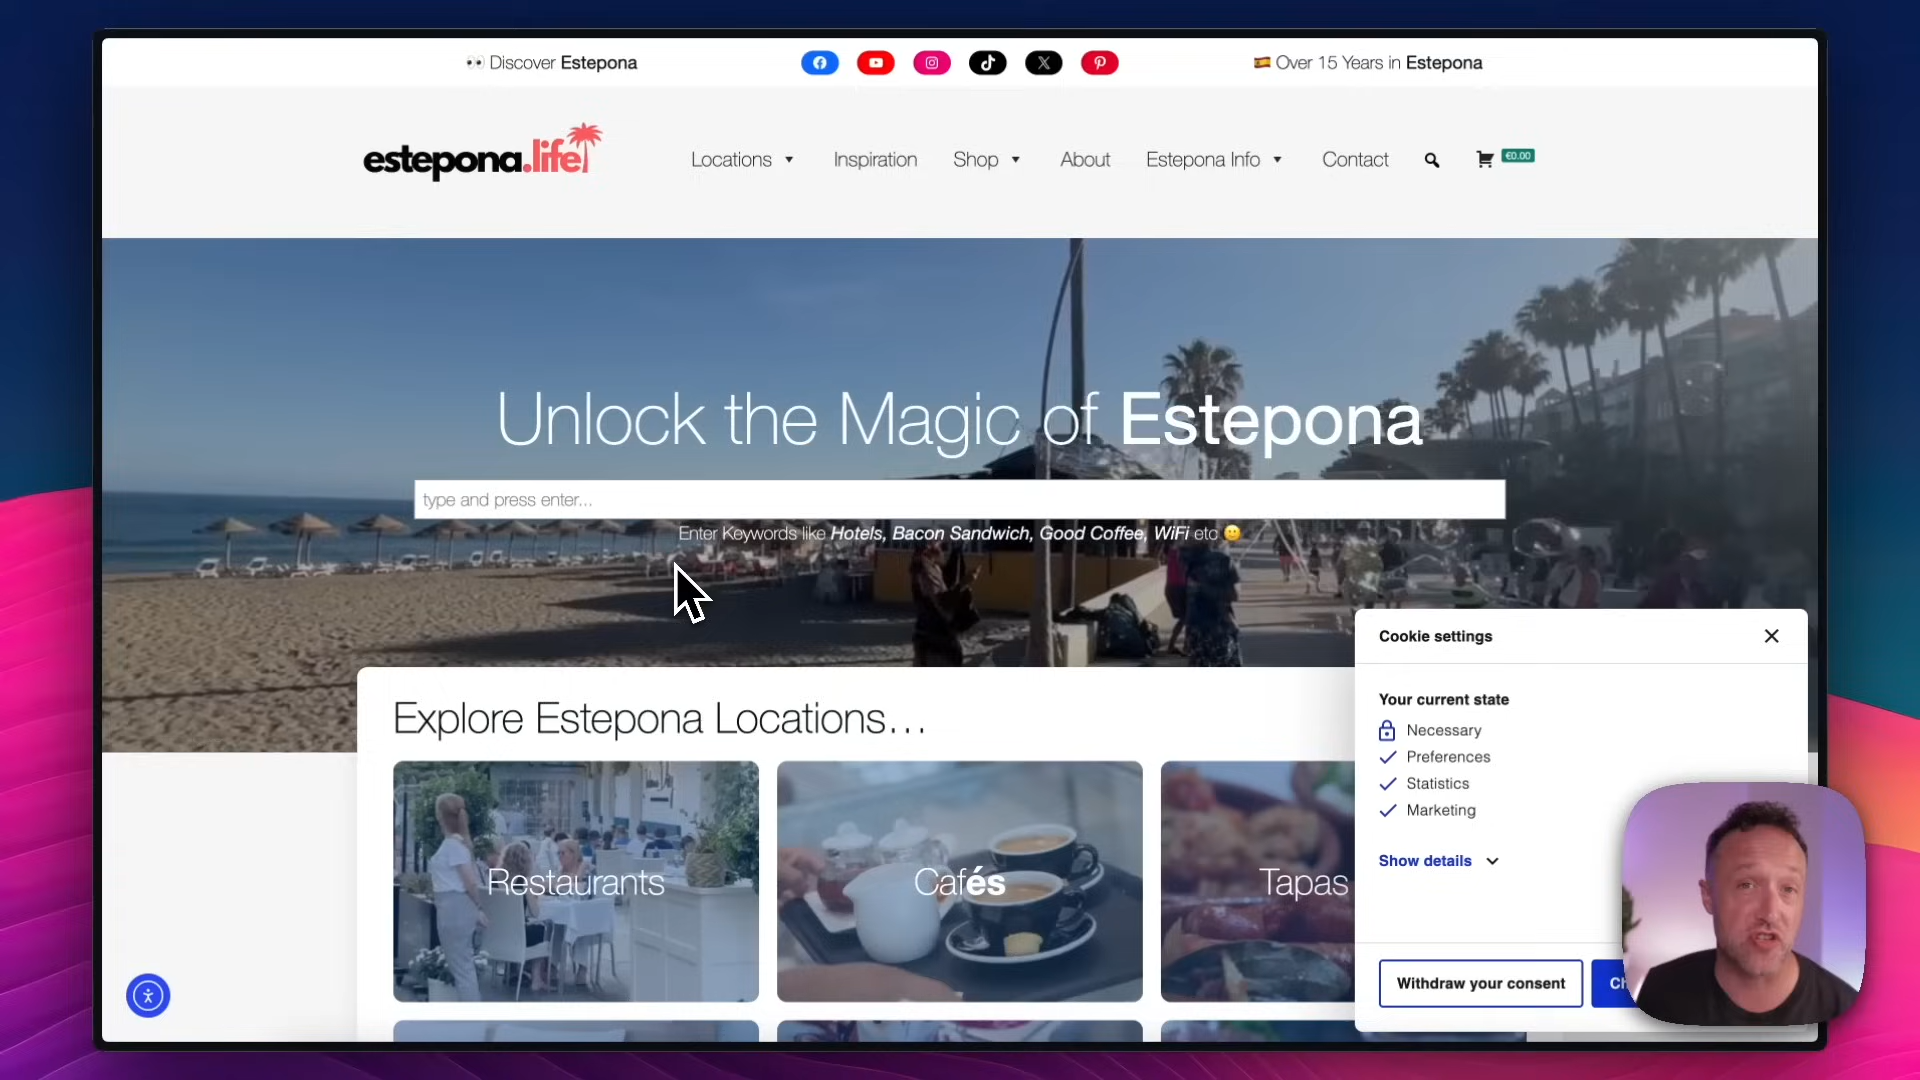 👀 Discover Estepona
🇪🇸 Over 15 Years in Estepona
estepona.life
Locations
Inspiration
Shop
About
Estepona Info
Contact
€0.00
Unlock the Magic of Estepona
type and press enter...
Enter Keywords like Hotels, Bacon Sandwich, Good Coffee, WiFi etc 🙂
Explore Estepona Locations…
Restaurants
Cafés
Tapas
Cookie settings
Your current state
Necessary
Preferences
Statistics
Marketing
Show details
Withdraw your consent